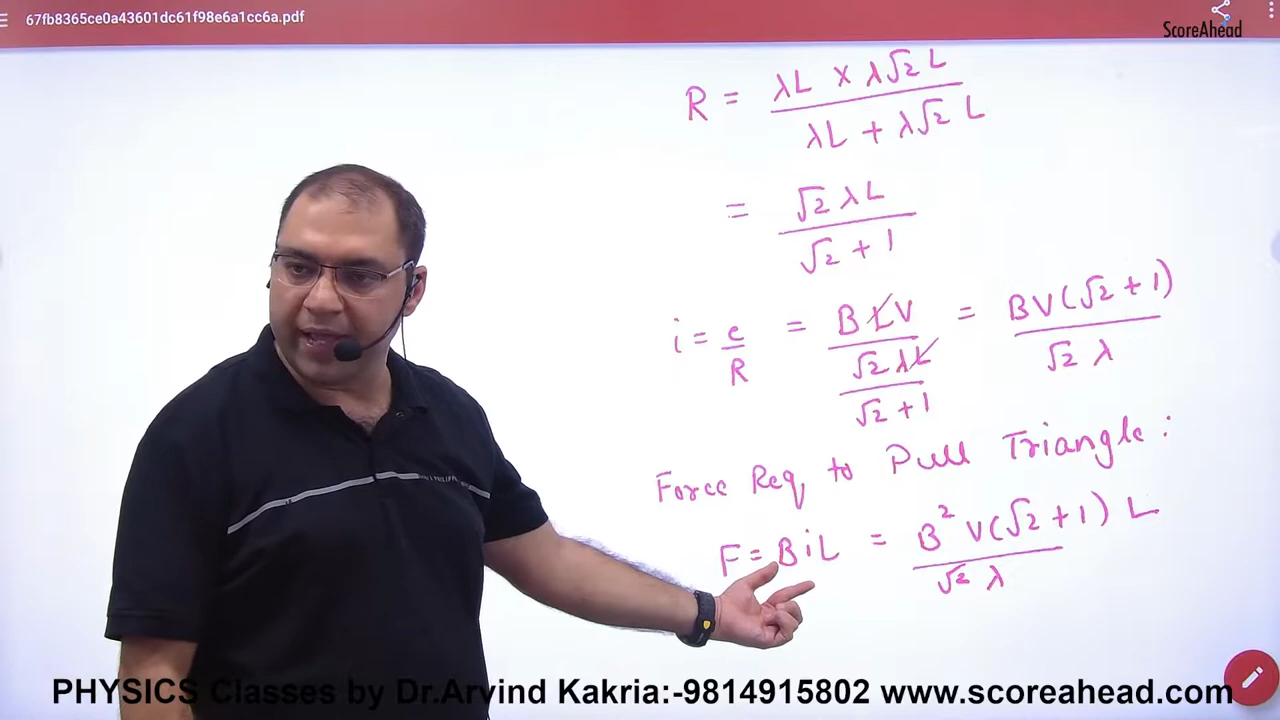 67fb8365ce0a43601dc61f98e6a1cc6a.pdf
ScoreAhead
R = λL × λ√2 L / λL + λ√2 L
= √2 λL / √2 + 1
i = e/R = BLV / (√2 λL / √2 + 1) = BV(√2 + 1) / √2 λ
Force Req to Pull Triangle :
F = BiL = B² V(√2 + 1) L / √2 λ
PHYSICS Classes by Dr.Arvind Kakria:-9814915802 www.scoreahead.com